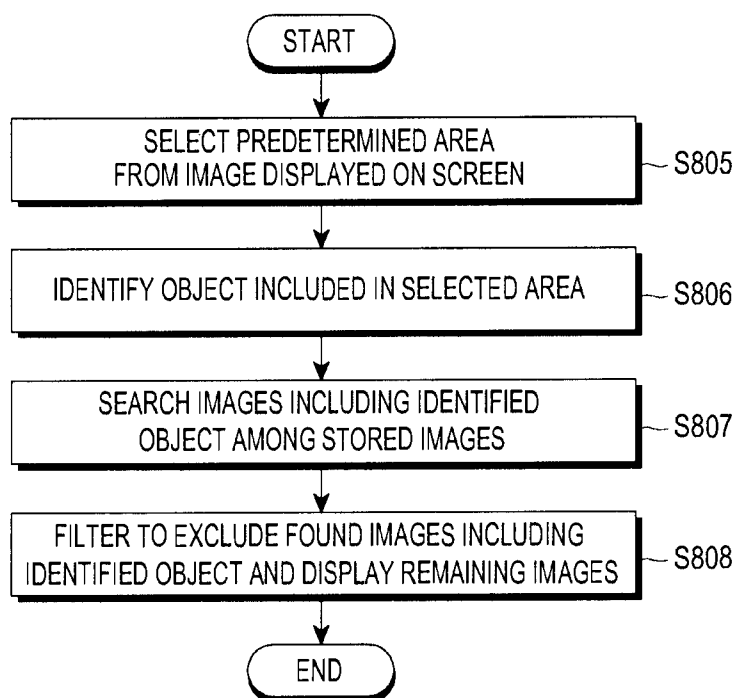 START
SELECT PREDETERMINED AREA
FROM IMAGE DISPLAYED ON SCREEN
S805
IDENTIFY OBJECT INCLUDED IN SELECTED AREA
S806
SEARCH IMAGES INCLUDING IDENTIFIED
OBJECT AMONG STORED IMAGES
S807
FILTER TO EXCLUDE FOUND IMAGES INCLUDING
IDENTIFIED OBJECT AND DISPLAY REMAINING IMAGES
S808
END